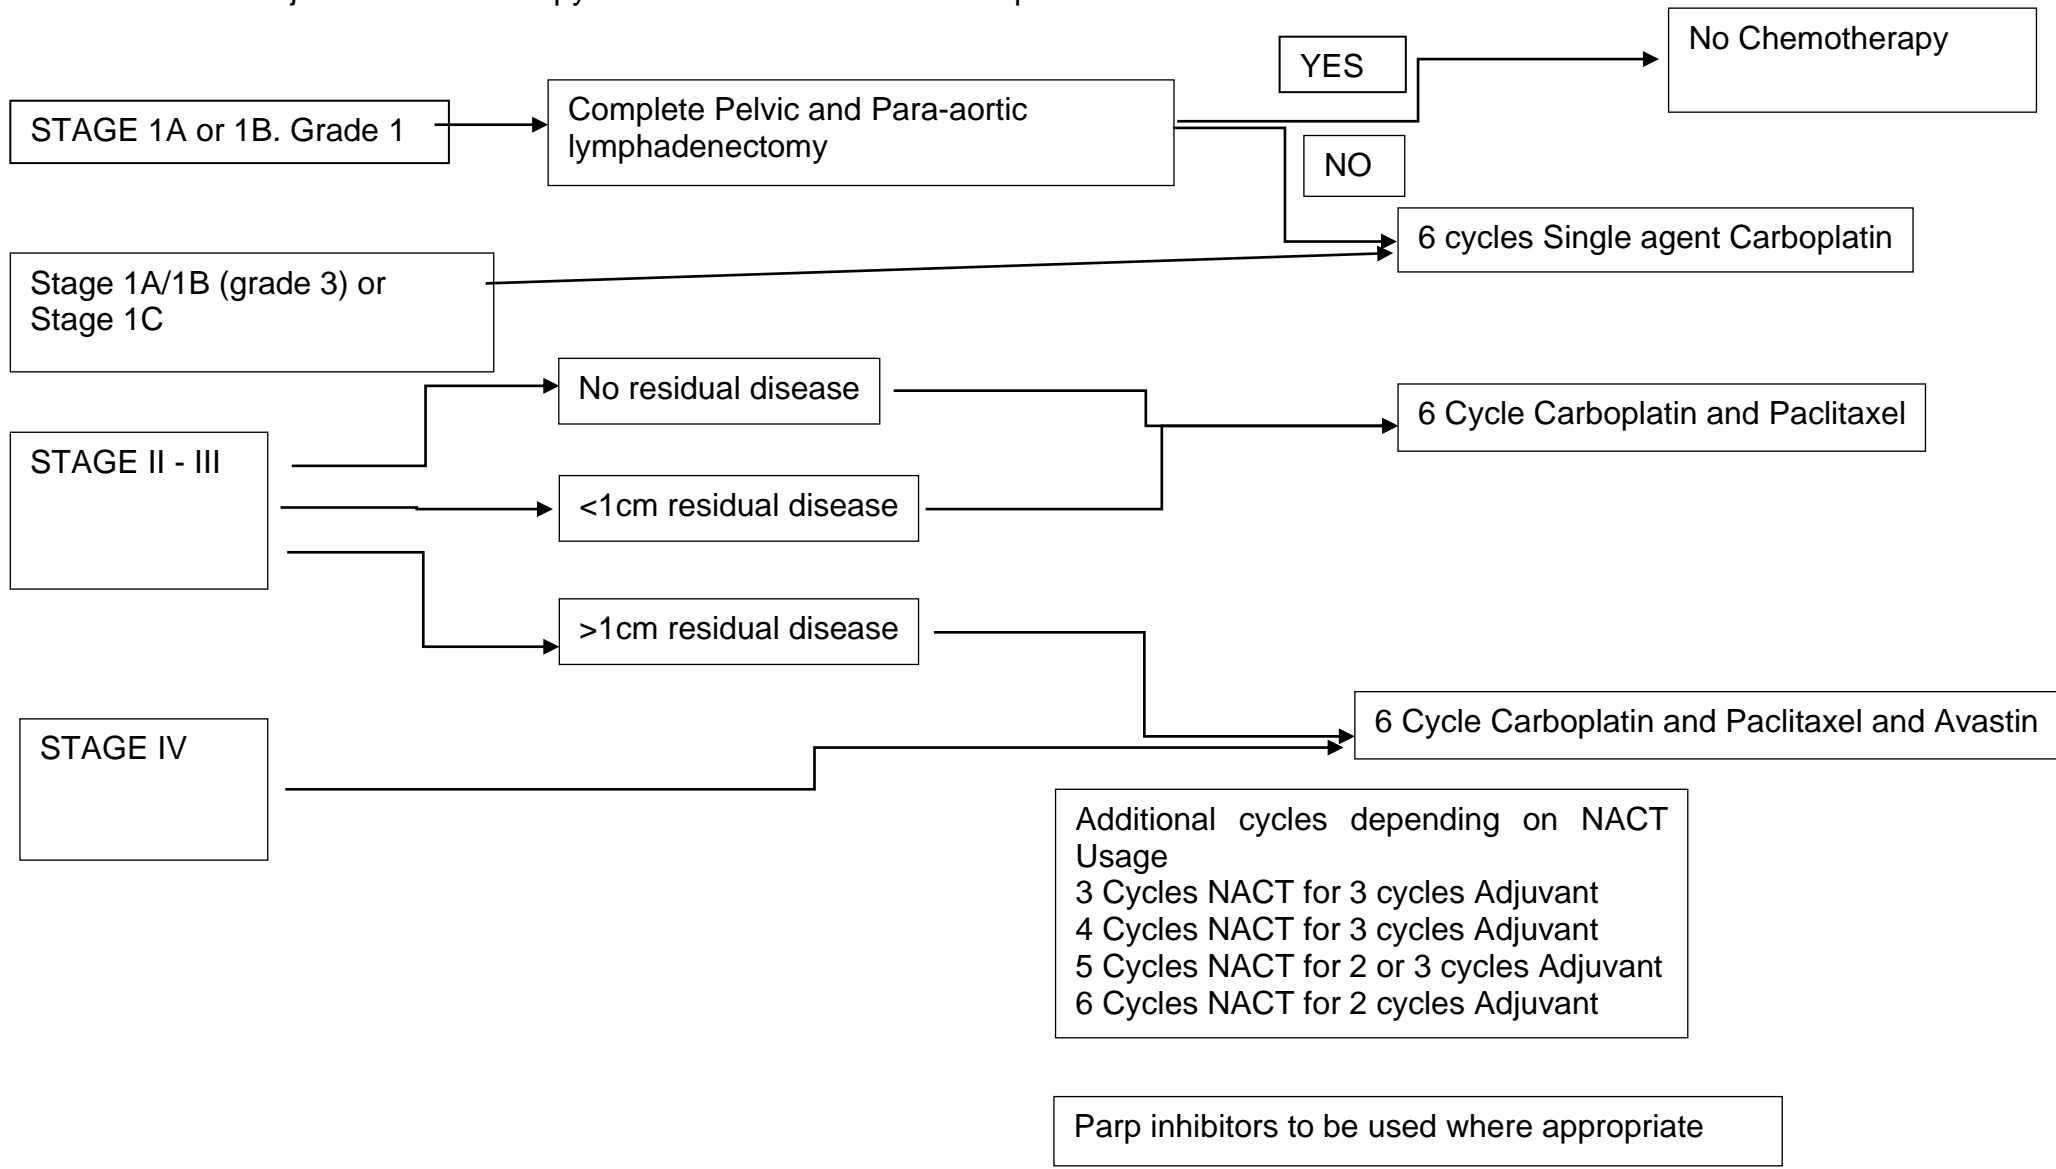 No Chemotherapy
YES
STAGE 1A or 1B. Grade 1
Complete Pelvic and Para-aortic
lymphadenectomy
NO
6 cycles Single agent Carboplatin
Stage 1A/1B (grade 3) or
Stage 1C
No residual disease
6 Cycle Carboplatin and Paclitaxel
STAGE II - III
<1cm residual disease
>1cm residual disease
6 Cycle Carboplatin and Paclitaxel and Avastin
STAGE IV
Additional cycles depending on NACT
Usage
3 Cycles NACT for 3 cycles Adjuvant
4 Cycles NACT for 3 cycles Adjuvant
5 Cycles NACT for 2 or 3 cycles Adjuvant
6 Cycles NACT for 2 cycles Adjuvant
Parp inhibitors to be used where appropriate